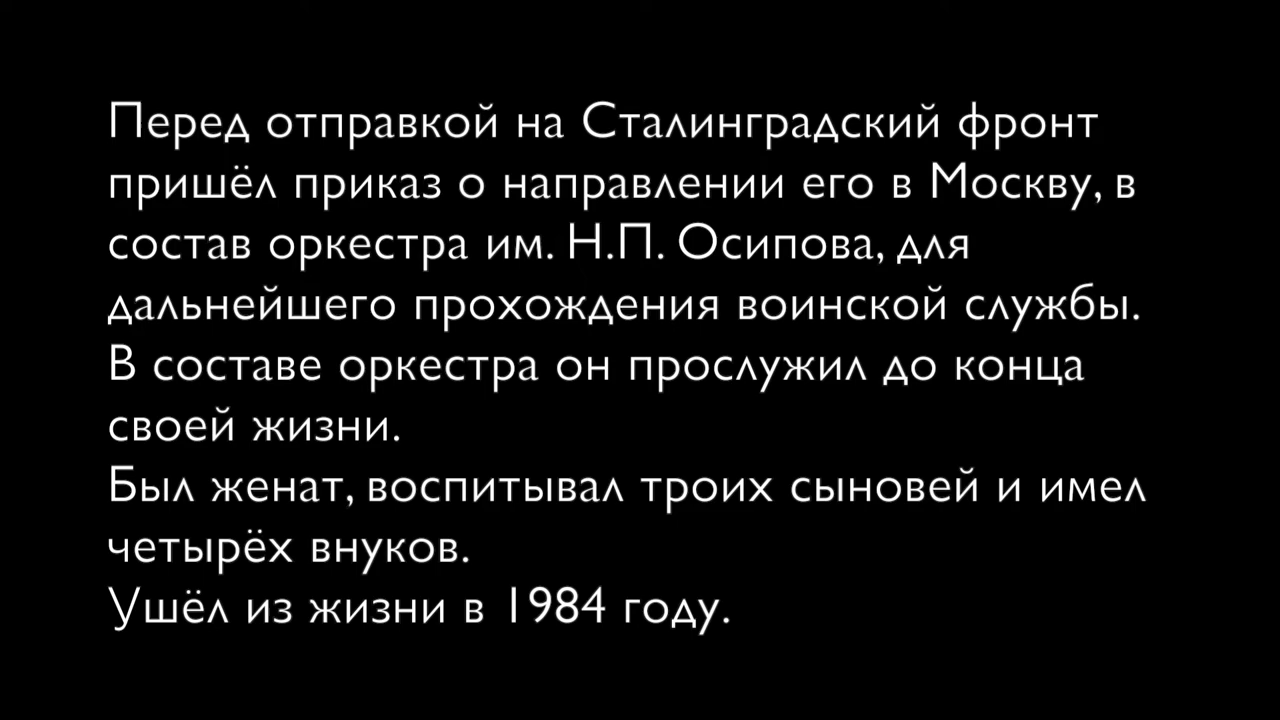 Перед отправкой на Сталинградский фронт
пришёл приказ о направлении его в Москву, в
состав оркестра им. Н.П. Осипова, для
дальнейшего прохождения воинской службы.
В составе оркестра он прослужил до конца
своей жизни.
Был женат, воспитывал троих сыновей и имел
четырёх внуков.
Ушёл из жизни в 1984 году.